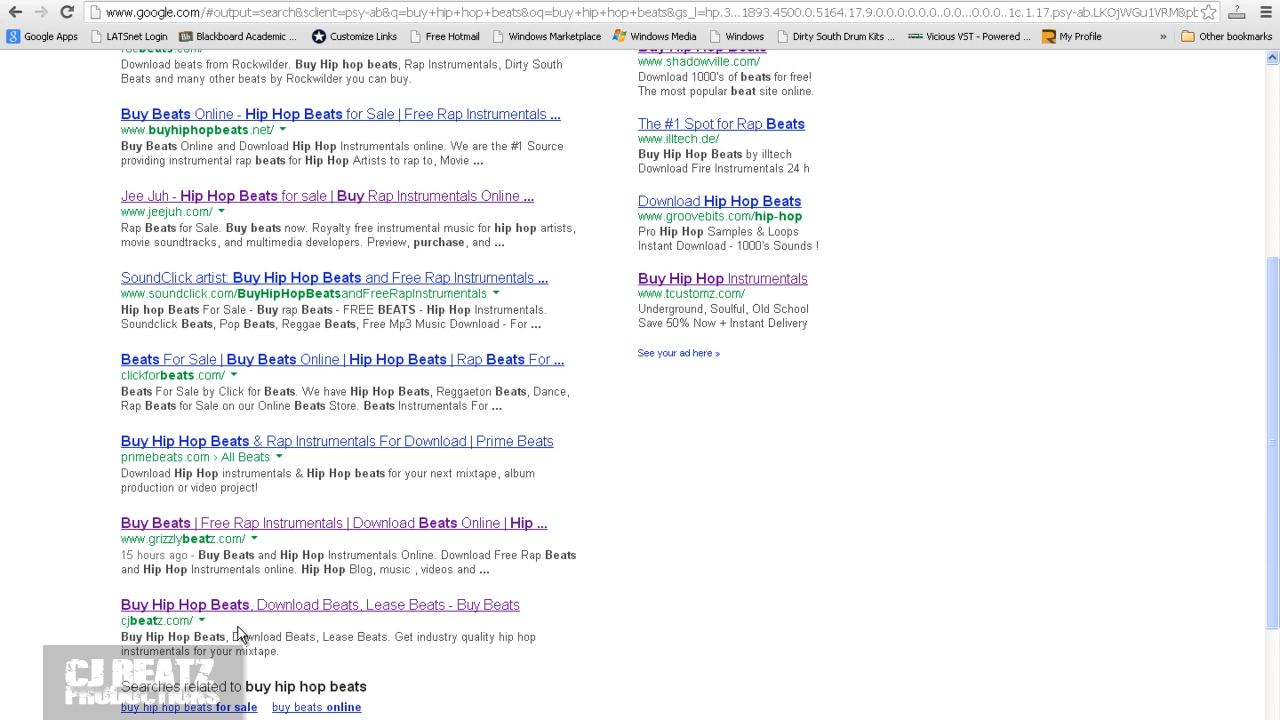 www.google.com/#output=search&sclient=psy-ab&q=buy+hip+hop+beats&oq=buy+hip+hop+beats&gs_l=hp.3...1893.4500.0.5164.17.9.0.0.0.0.0.0..0.0...0.0...1c.1.17.psy-ab.LKOjWGu1VRM&pb
Google Apps LATSnet Login Blackboard Academic ... Customize Links Free Hotmail Windows Marketplace Windows Media Windows Dirty South Drum Kits ... Vicious VST - Powered ... My Profile » Other bookmarks
Download beats from Rockwilder. Buy Hip hop beats, Rap Instrumentals, Dirty South
Beats and many other beats by Rockwilder you can buy.
Buy Beats Online - Hip Hop Beats for Sale | Free Rap Instrumentals ...
www.buyhiphopbeats.net/
Buy Beats Online and Download Hip Hop Instrumentals online. We are the #1 Source
providing instrumental rap beats for Hip Hop Artists to rap to, Movie ...
Jee Juh - Hip Hop Beats for sale | Buy Rap Instrumentals Online ...
www.jeejuh.com/
Rap Beats for Sale. Buy beats now. Royalty free instrumental music for hip hop artists,
movie soundtracks, and multimedia developers. Preview, purchase, and ...
SoundClick artist: Buy Hip Hop Beats and Free Rap Instrumentals ...
www.soundclick.com/BuyHipHopBeatsandFreeRapInstrumentals
Hip hop Beats For Sale - Buy rap Beats - FREE BEATS - Hip Hop Instrumentals.
Soundclick Beats, Pop Beats, Reggae Beats, Free Mp3 Music Download - For ...
Beats For Sale | Buy Beats Online | Hip Hop Beats | Rap Beats For ...
clickforbeats.com/
Beats For Sale by Click for Beats. We have Hip Hop Beats, Reggaeton Beats, Dance,
Rap Beats for Sale on our Online Beats Store. Beats Instrumentals For ...
Buy Hip Hop Beats & Rap Instrumentals For Download | Prime Beats
primebeats.com › All Beats
Download Hip Hop instrumentals & Hip Hop beats for your next mixtape, album
production or video project!
Buy Beats | Free Rap Instrumentals | Download Beats Online | Hip ...
www.grizzlybeatz.com/
15 hours ago - Buy Beats and Hip Hop Instrumentals Online. Download Free Rap Beats
and Hip Hop Instrumentals online. Hip Hop Blog, music , videos and ...
Buy Hip Hop Beats, Download Beats, Lease Beats - Buy Beats
cjbeatz.com/
Buy Hip Hop Beats, Download Beats, Lease Beats. Get industry quality hip hop
instrumentals for your mixtape.
Searches related to buy hip hop beats
buy hip hop beats for sale buy beats online
CJ BEATZ
PRODUCTIONS
Buy Hip Hop Beats
www.shadowville.com/
Download 1000's of beats for free!
The most popular beat site online.
The #1 Spot for Rap Beats
www.illtech.de/
Buy Hip Hop Beats by illtech
Download Fire Instrumentals 24 h
Download Hip Hop Beats
www.groovebits.com/hip-hop
Pro Hip Hop Samples & Loops
Instant Download - 1000's Sounds !
Buy Hip Hop Instrumentals
www.tcustomz.com/
Underground, Soulful, Old School
Save 50% Now + Instant Delivery
See your ad here »